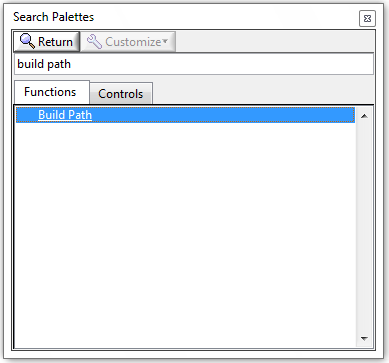 Search Palettes
Return Customize
build path
Functions Controls
Build Path